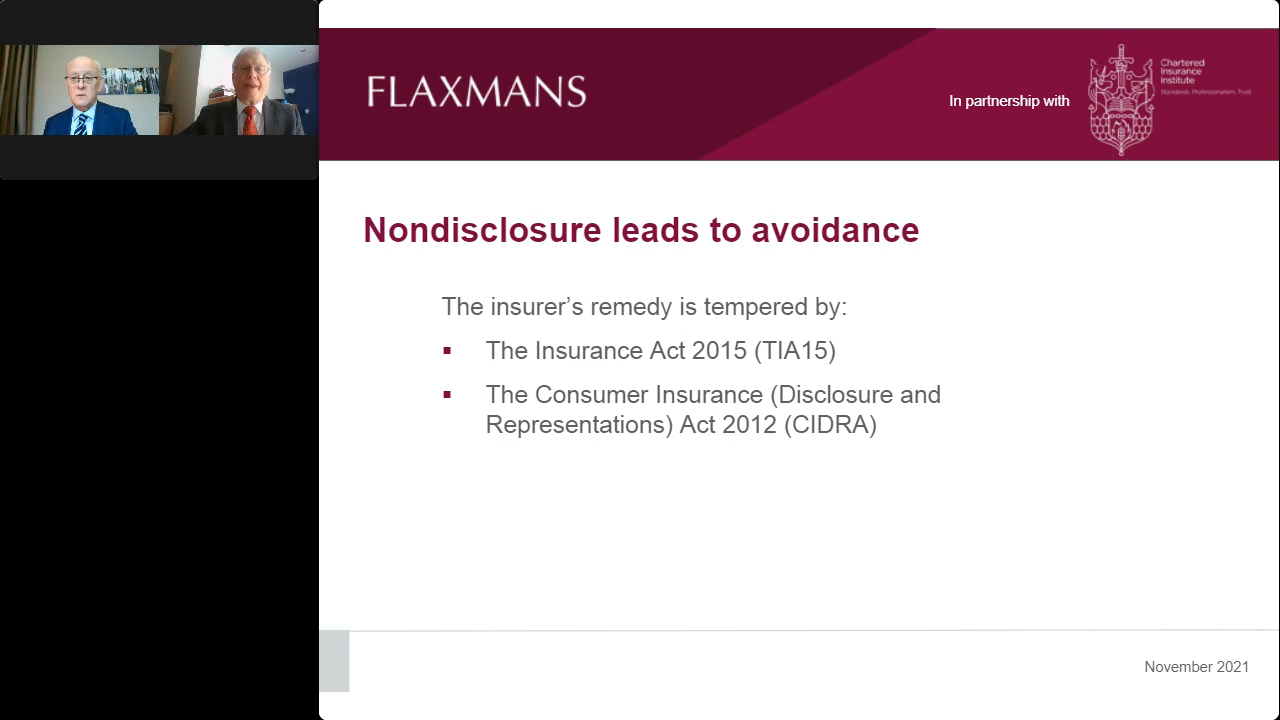 FLAXMANS
In partnership with
Chartered
Insurance
Institute
Standards. Professionalism. Trust.
Nondisclosure leads to avoidance
The insurer’s remedy is tempered by:
▪ The Insurance Act 2015 (TIA15)
▪ The Consumer Insurance (Disclosure and
Representations) Act 2012 (CIDRA)
November 2021